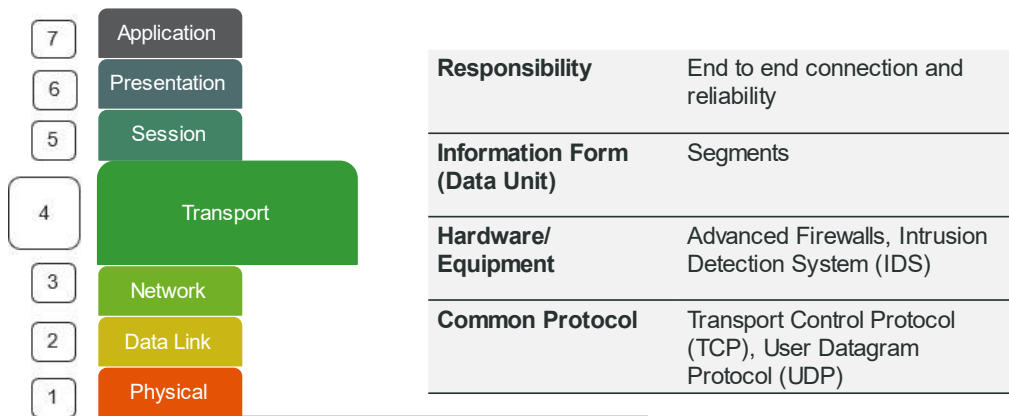 7 Application
6 Presentation
5 Session
4 Transport
3 Network
2 Data Link
1 Physical
Responsibility
End to end connection and
reliability
Information Form
(Data Unit)
Segments
Hardware/
Equipment
Advanced Firewalls, Intrusion
Detection System (IDS)
Common Protocol
Transport Control Protocol
(TCP), User Datagram
Protocol (UDP)